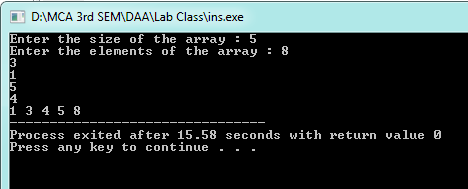 D:\MCA 3rd SEM\DAA\Lab Class\ins.exe
Enter the size of the array : 5
Enter the elements of the array : 8
3
1
5
4
1 3 4 5 8
--------------------------------
Process exited after 15.58 seconds with return value 0
Press any key to continue . . .